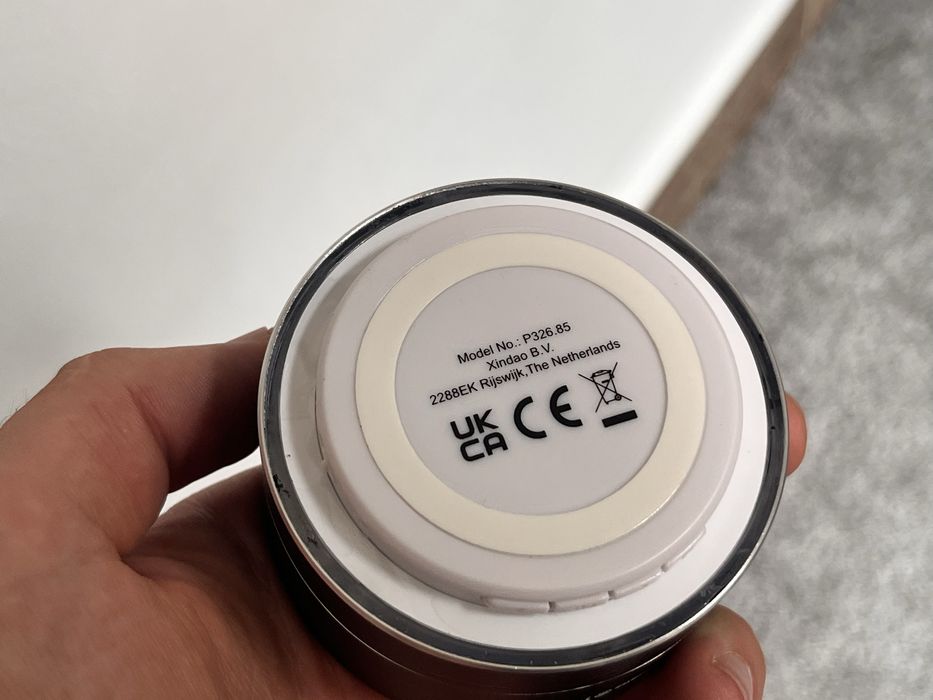 Model No.: P326.85
Xindao B.V.
2288EK Rijswijk,The Netherlands
UK
CA
CE